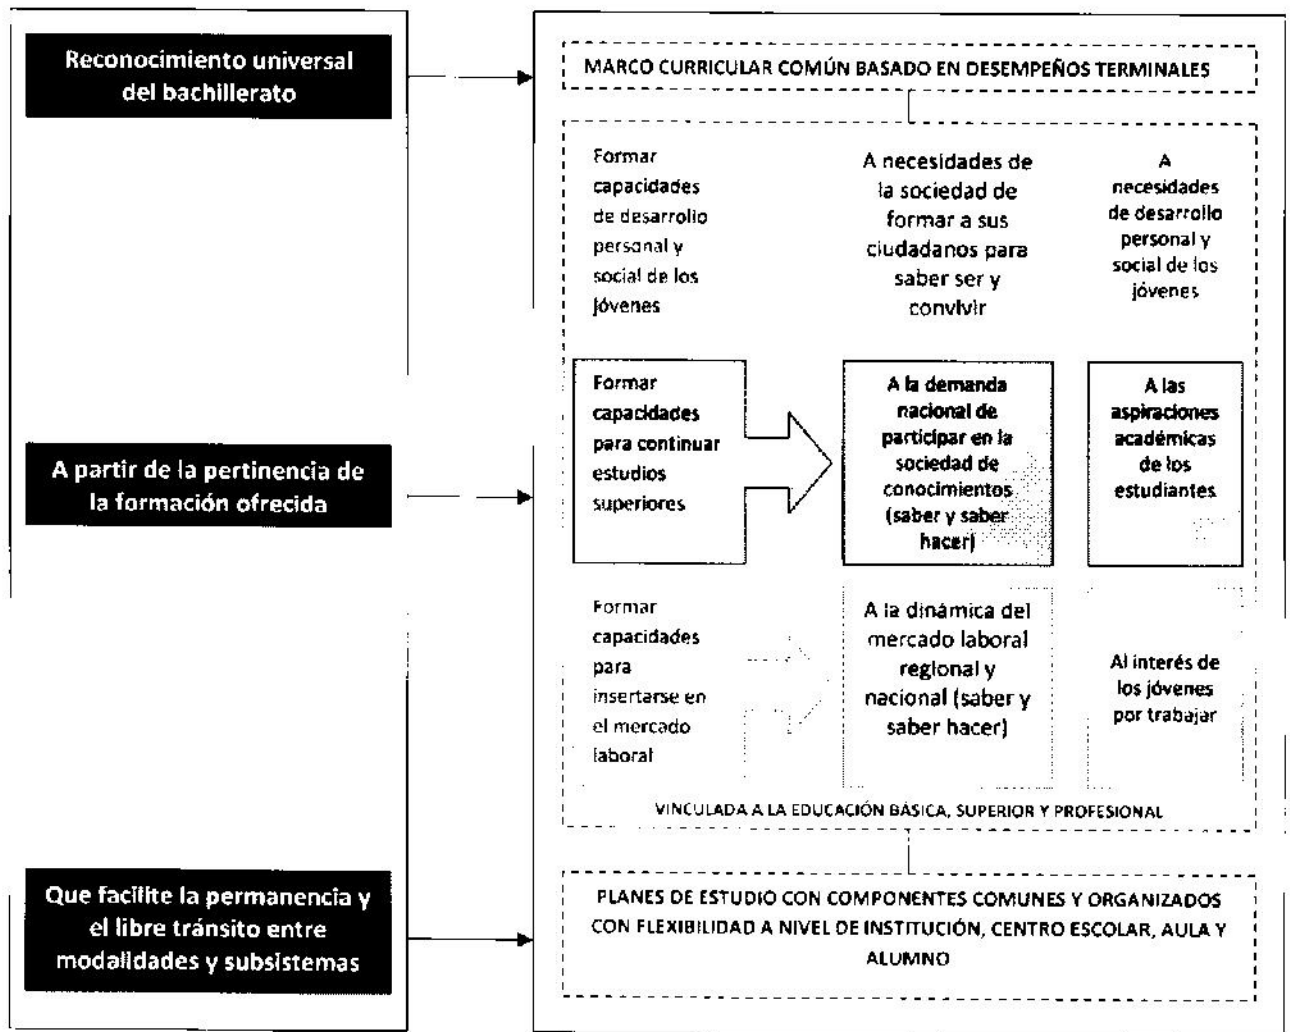 Reconocimiento universal
del bachillerato
MARCO CURRICULAR COMÚN BASADO EN DESEMPEÑOS TERMINALES
Formar
capacidades
de desarrollo
personal y
social de los
jóvenes
A necesidades de
la sociedad de
formar a sus
ciudadanos para
saber ser y
convivir
A
necesidades
de desarrollo
personal y
social de los
jóvenes
A partir de la pertinencia de
la formación ofrecida
Formar
capacidades
para continuar
estudios
superiores
A la demanda
nacional de
participar en la
sociedad de
conocimientos
(saber y saber
hacer)
A las
aspiraciones
académicas
de los
estudiantes
Formar
capacidades
para
insertarse en
el mercado
laboral
A la dinámica del
mercado laboral
regional y
nacional (saber y
saber hacer)
Al interés de
los jóvenes
por trabajar
VINCULADA A LA EDUCACIÓN BÁSICA, SUPERIOR Y PROFESIONAL
Que facilite la permanencia y
el libre tránsito entre
modalidades y subsistemas
PLANES DE ESTUDIO CON COMPONENTES COMUNES Y ORGANIZADOS
CON FLEXIBILIDAD A NIVEL DE INSTITUCIÓN, CENTRO ESCOLAR, AULA Y
ALUMNO